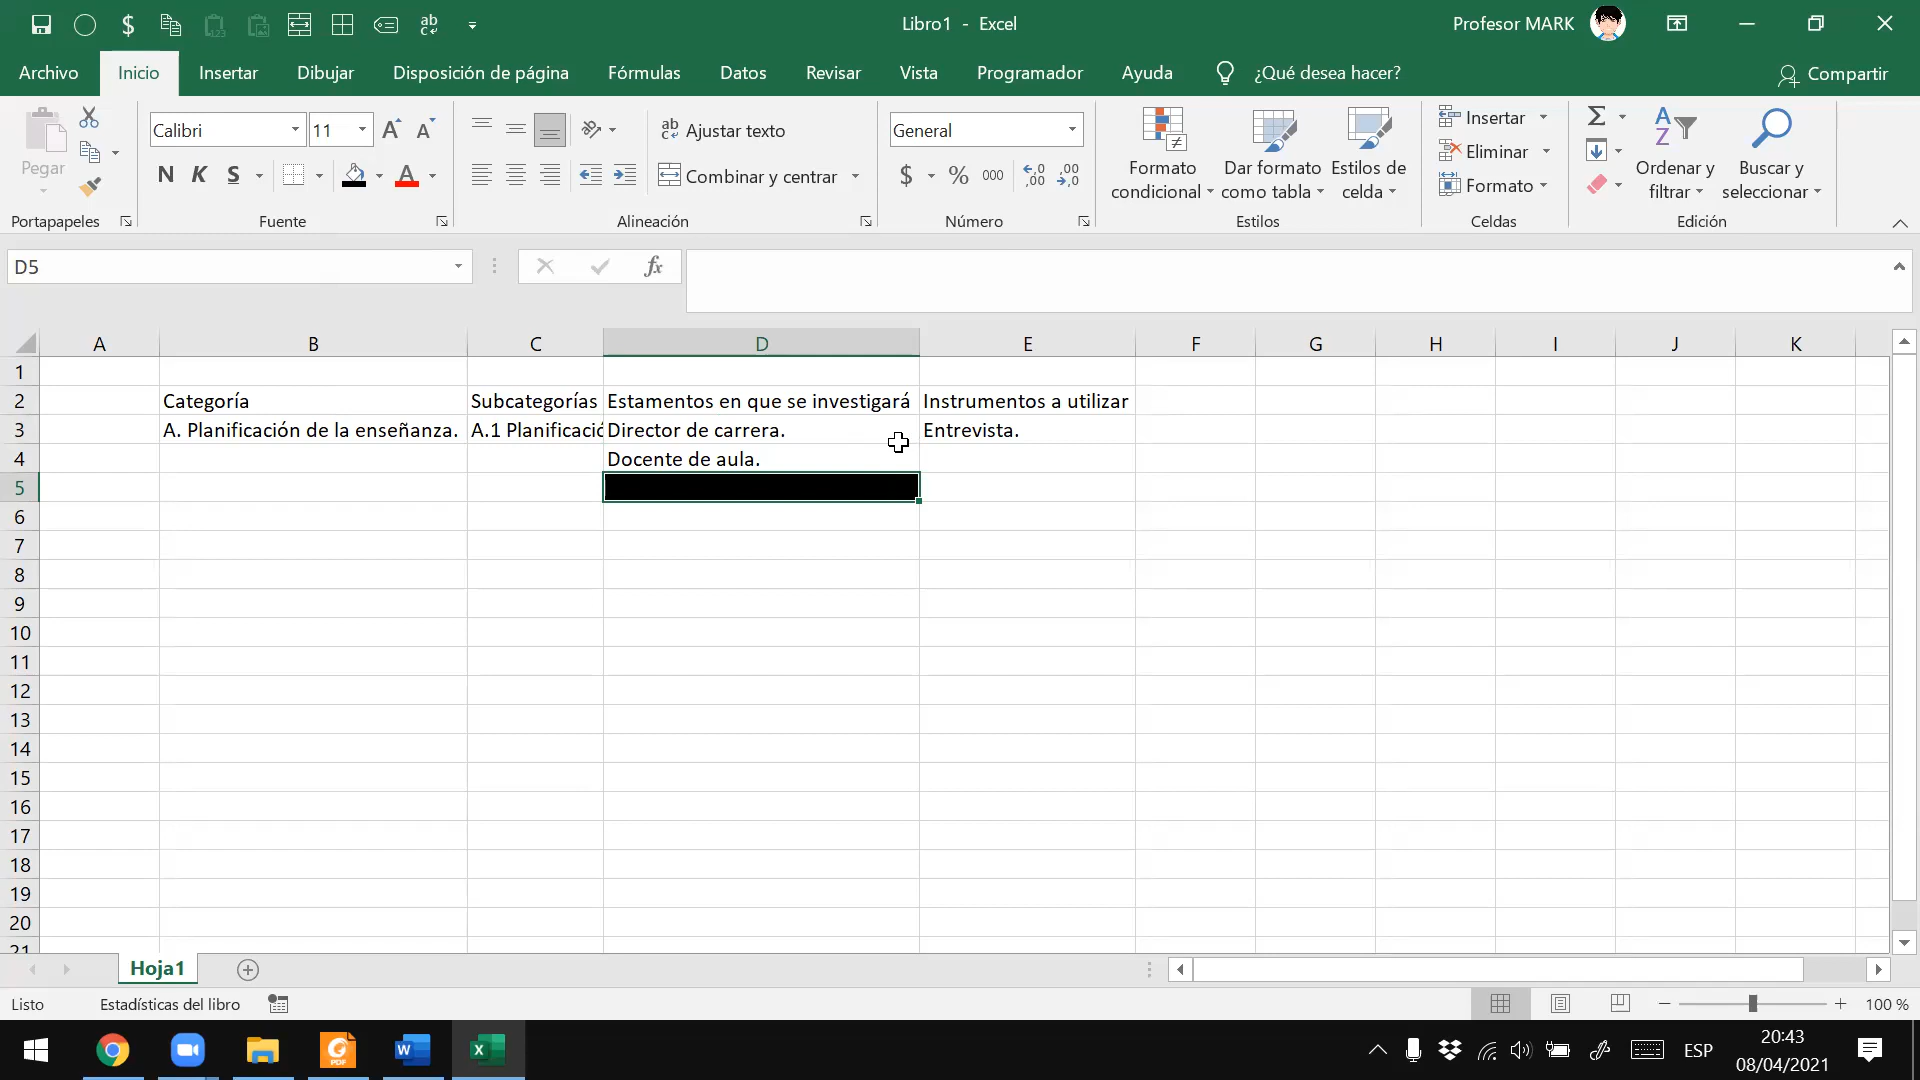 Libro1 - Excel
Profesor MARK
Archivo Inicio Insertar Dibujar Disposición de página Fórmulas Datos Revisar Vista Programador Ayuda ¿Qué desea hacer? Compartir
Pegar
Portapapeles
Calibri 11
N K S
Fuente
Ajustar texto
Combinar y centrar
Alineación
General
$ % 000
Número
Formato condicional
Dar formato como tabla
Estilos de celda
Estilos
Insertar
Eliminar
Formato
Celdas
Ordenar y filtrar
Buscar y seleccionar
Edición
D5
fx
A B C D E F G H I J K
1
2 Categoría Subcategorías Estamentos en que se investigará Instrumentos a utilizar
3 A. Planificación de la enseñanza. A.1 Planificació Director de carrera. Entrevista.
4 Docente de aula.
5
6
7
8
9
10
11
12
13
14
15
16
17
18
19
20
21
Hoja1
Listo Estadísticas del libro 100 %
ESP
20:43
08/04/2021